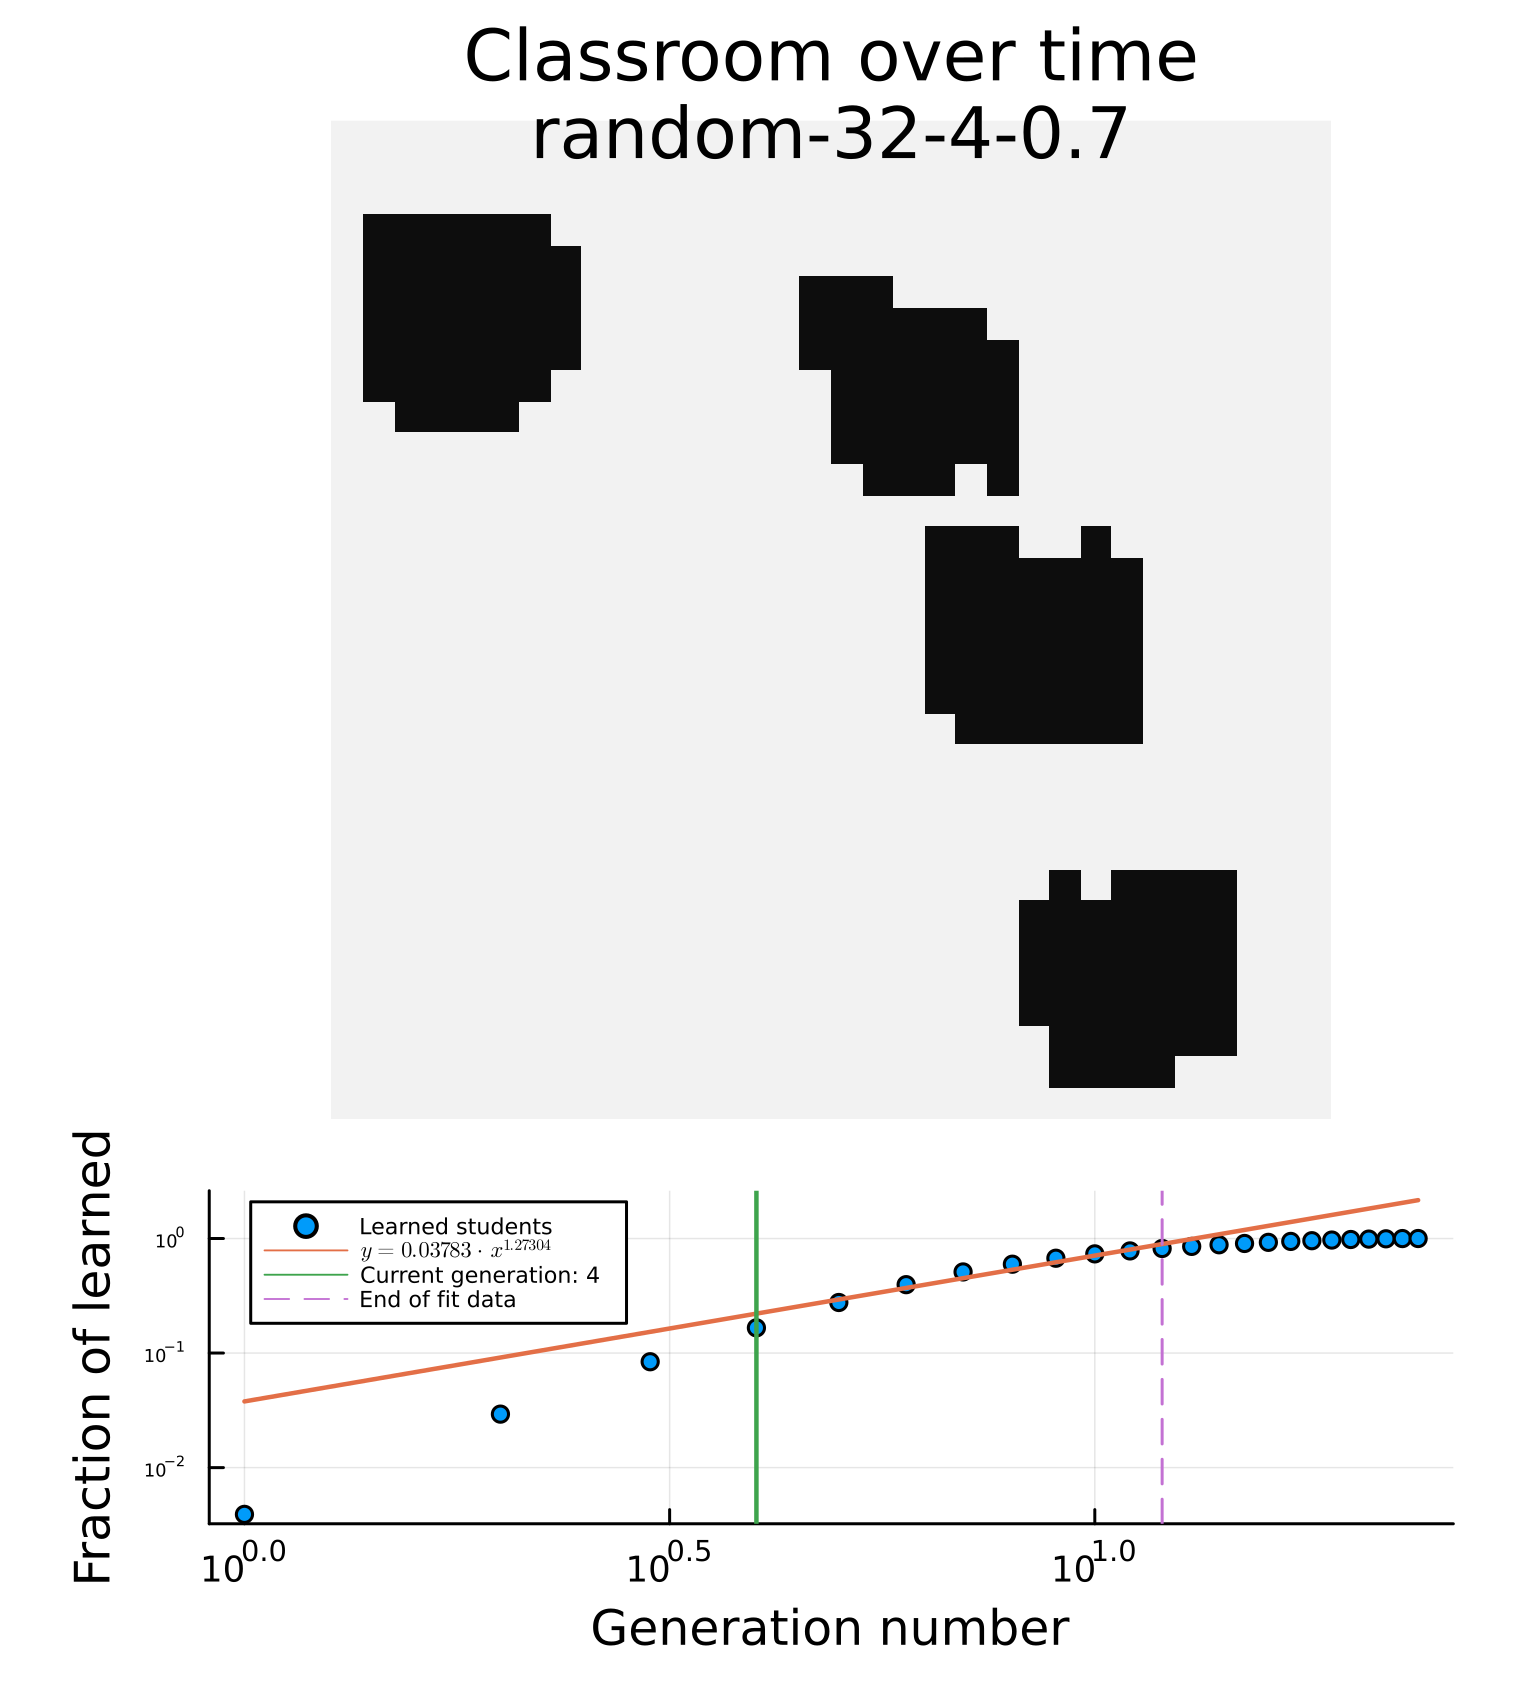 Classroom over time
random-32-4-0.7
Fraction of learned
Learned students
y = 0.03783 · x^1.27304
Current generation: 4
End of fit data
10^0
10^−1
10^−2
10^0.0
10^0.5
10^1.0
Generation number